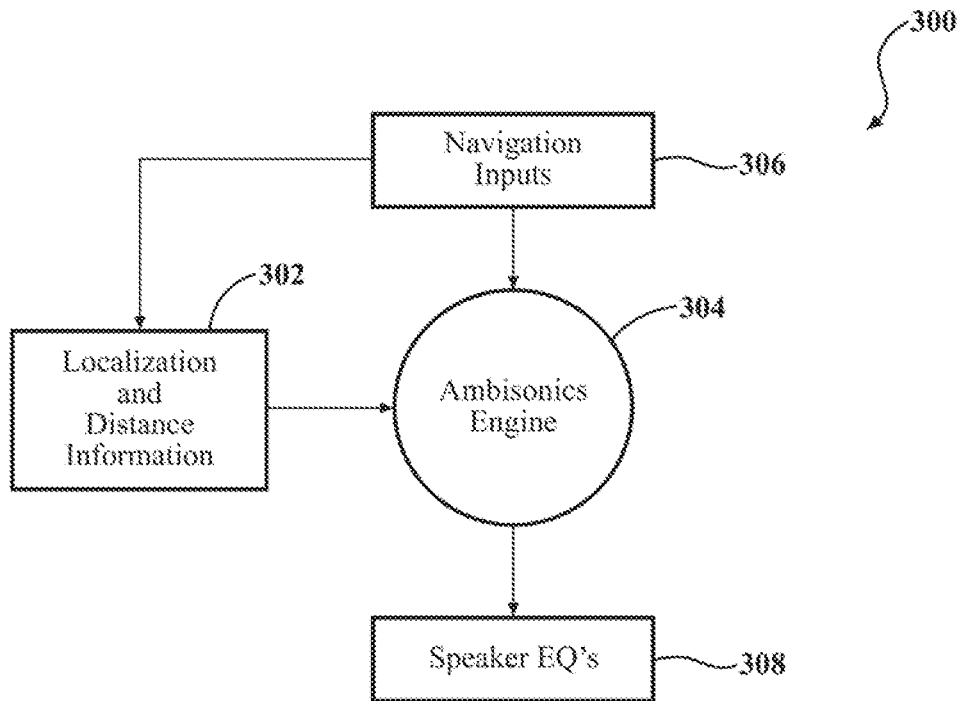 300
Navigation
Inputs
306
302
304
Localization
and
Distance
Information
Ambisonics
Engine
Speaker EQ's
308